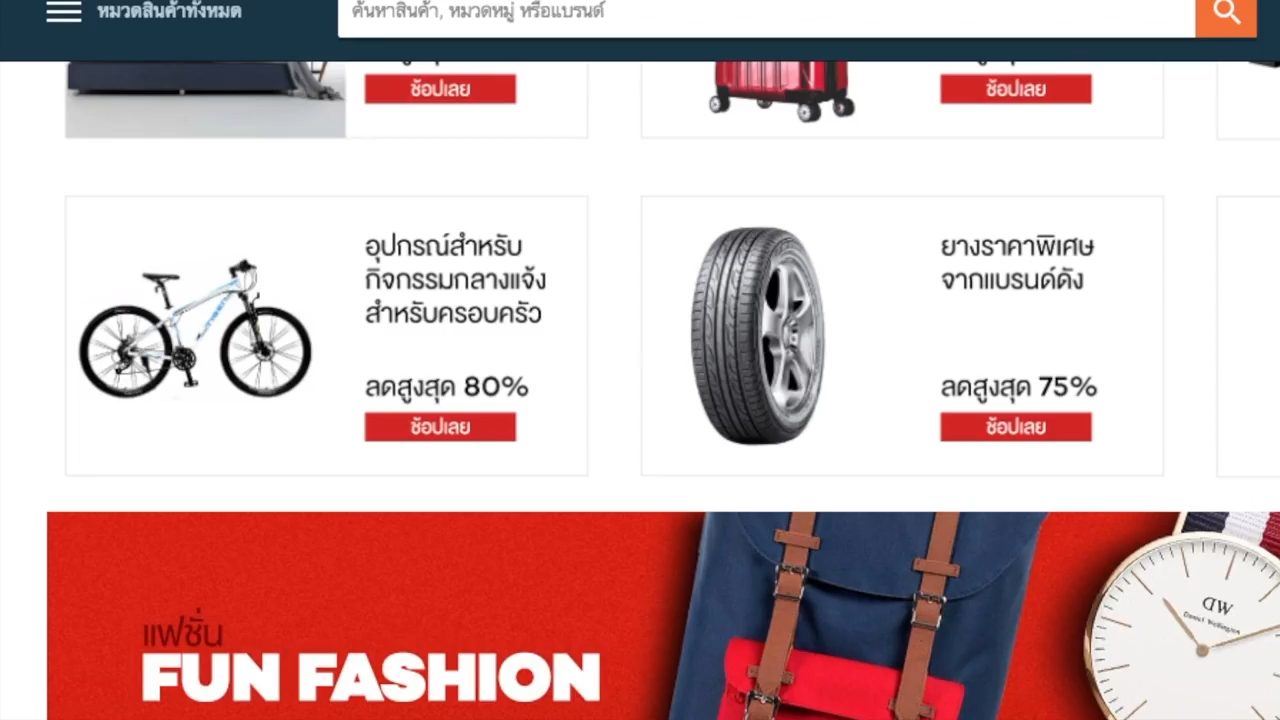 หมวดสินค้าทั้งหมด
ค้นหาสินค้า, หมวดหมู่ หรือแบรนด์
ช้อปเลย
ช้อปเลย
อุปกรณ์สำหรับ
กิจกรรมกลางแจ้ง
สำหรับครอบครัว
ลดสูงสุด 80%
ช้อปเลย
ยางราคาพิเศษ
จากแบรนด์ดัง
ลดสูงสุด 75%
ช้อปเลย
แฟชั่น
FUN FASHION
DW
Daniel Wellington